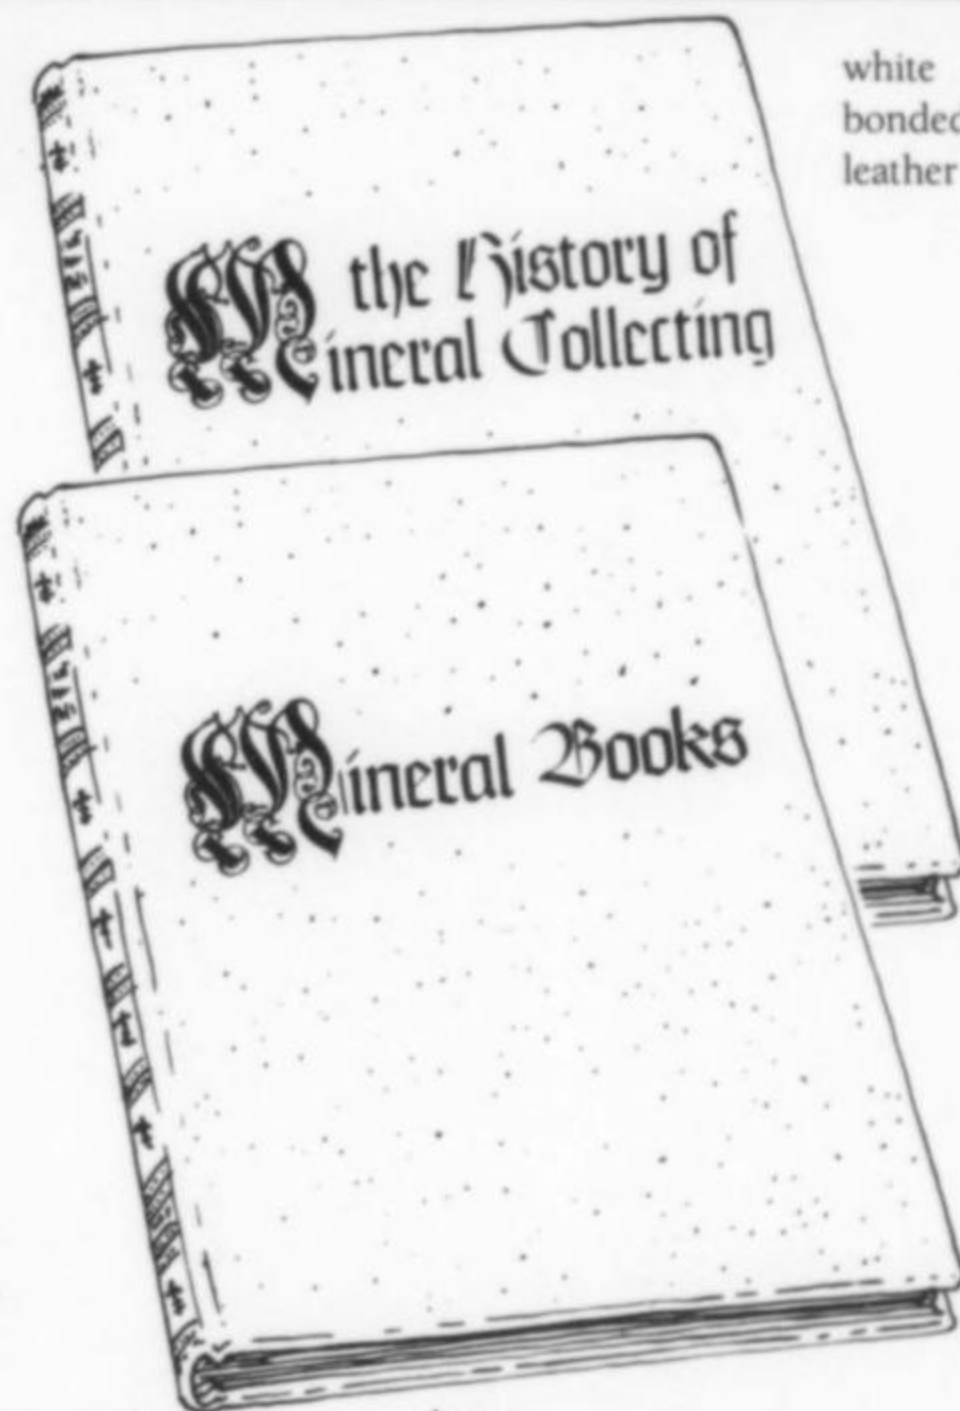 white
bonded
leather
the History of
Mineral Collecting
Mineral Books